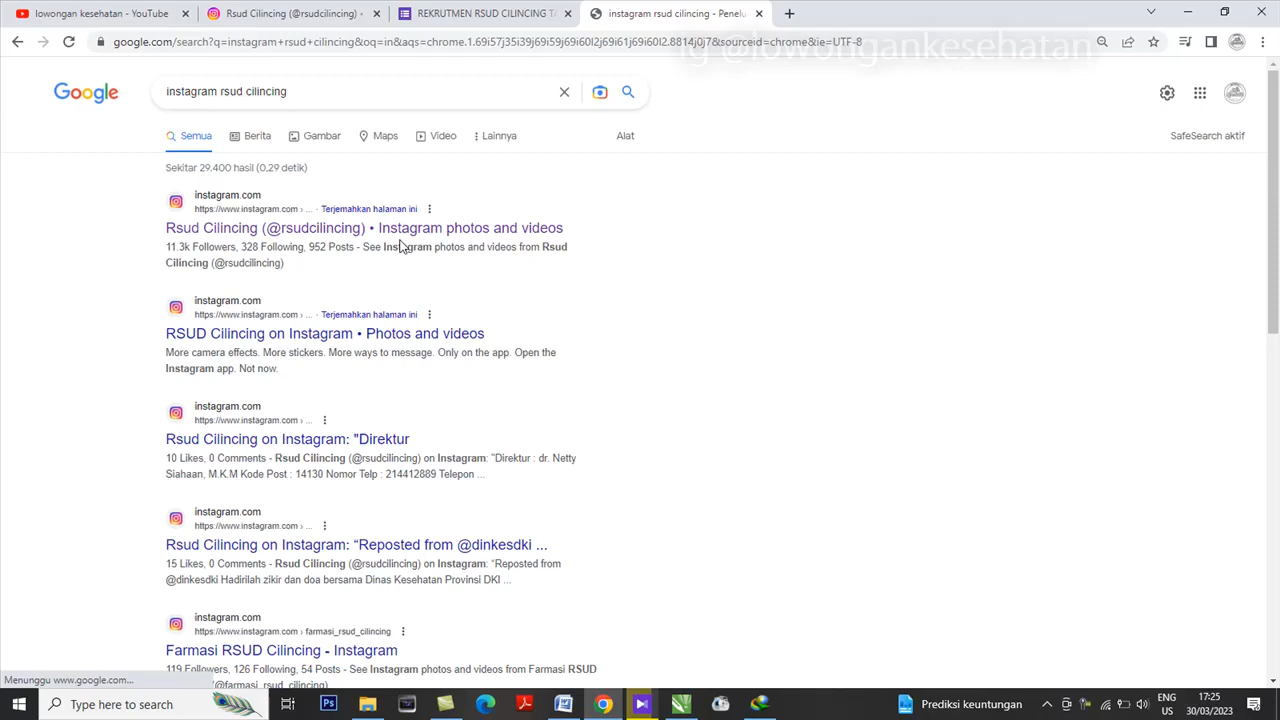 lowongan kesehatan - YouTube
Rsud Cilincing (@rsudcilincing) •
REKRUTMEN RSUD CILINCING TA
instagram rsud cilincing - Penelu
google.com/search?q=instagram+rsud+cilincing&oq=in&aqs=chrome.1.69i57j35i39j69i59j69i60l2j69i61j69i60l2.8814j0j7&sourceid=chrome&ie=UTF-8
ig @lowongankesehatan
Google
instagram rsud cilincing
Semua
Berita
Gambar
Maps
Video
Lainnya
Alat
SafeSearch aktif
Sekitar 29.400 hasil (0,29 detik)
instagram.com
https://www.instagram.com › ... · Terjemahkan halaman ini
Rsud Cilincing (@rsudcilincing) • Instagram photos and videos
11.3k Followers, 328 Following, 952 Posts - See Instagram photos and videos from Rsud
Cilincing (@rsudcilincing)
instagram.com
https://www.instagram.com › ... · Terjemahkan halaman ini
RSUD Cilincing on Instagram • Photos and videos
More camera effects. More stickers. More ways to message. Only on the app. Open the
Instagram app. Not now.
instagram.com
https://www.instagram.com › ...
Rsud Cilincing on Instagram: "Direktur
10 Likes, 0 Comments - Rsud Cilincing (@rsudcilincing) on Instagram: "Direktur : dr. Netty
Siahaan, M.K.M Kode Post : 14130 Nomor Telp : 214412889 Telepon ...
instagram.com
https://www.instagram.com › ...
Rsud Cilincing on Instagram: “Reposted from @dinkesdki ...
15 Likes, 0 Comments - Rsud Cilincing (@rsudcilincing) on Instagram: “Reposted from
@dinkesdki Hadirilah zikir dan doa bersama Dinas Kesehatan Provinsi DKI ...
instagram.com
https://www.instagram.com › farmasi_rsud_cilincing
Farmasi RSUD Cilincing - Instagram
119 Followers, 126 Following, 54 Posts - See Instagram photos and videos from Farmasi RSUD
(@farmasi_rsud_cilincing)
Menunggu www.google.com...
Type here to search
Ps
W
Prediksi keuntungan
ENG
US
17:25
30/03/2023